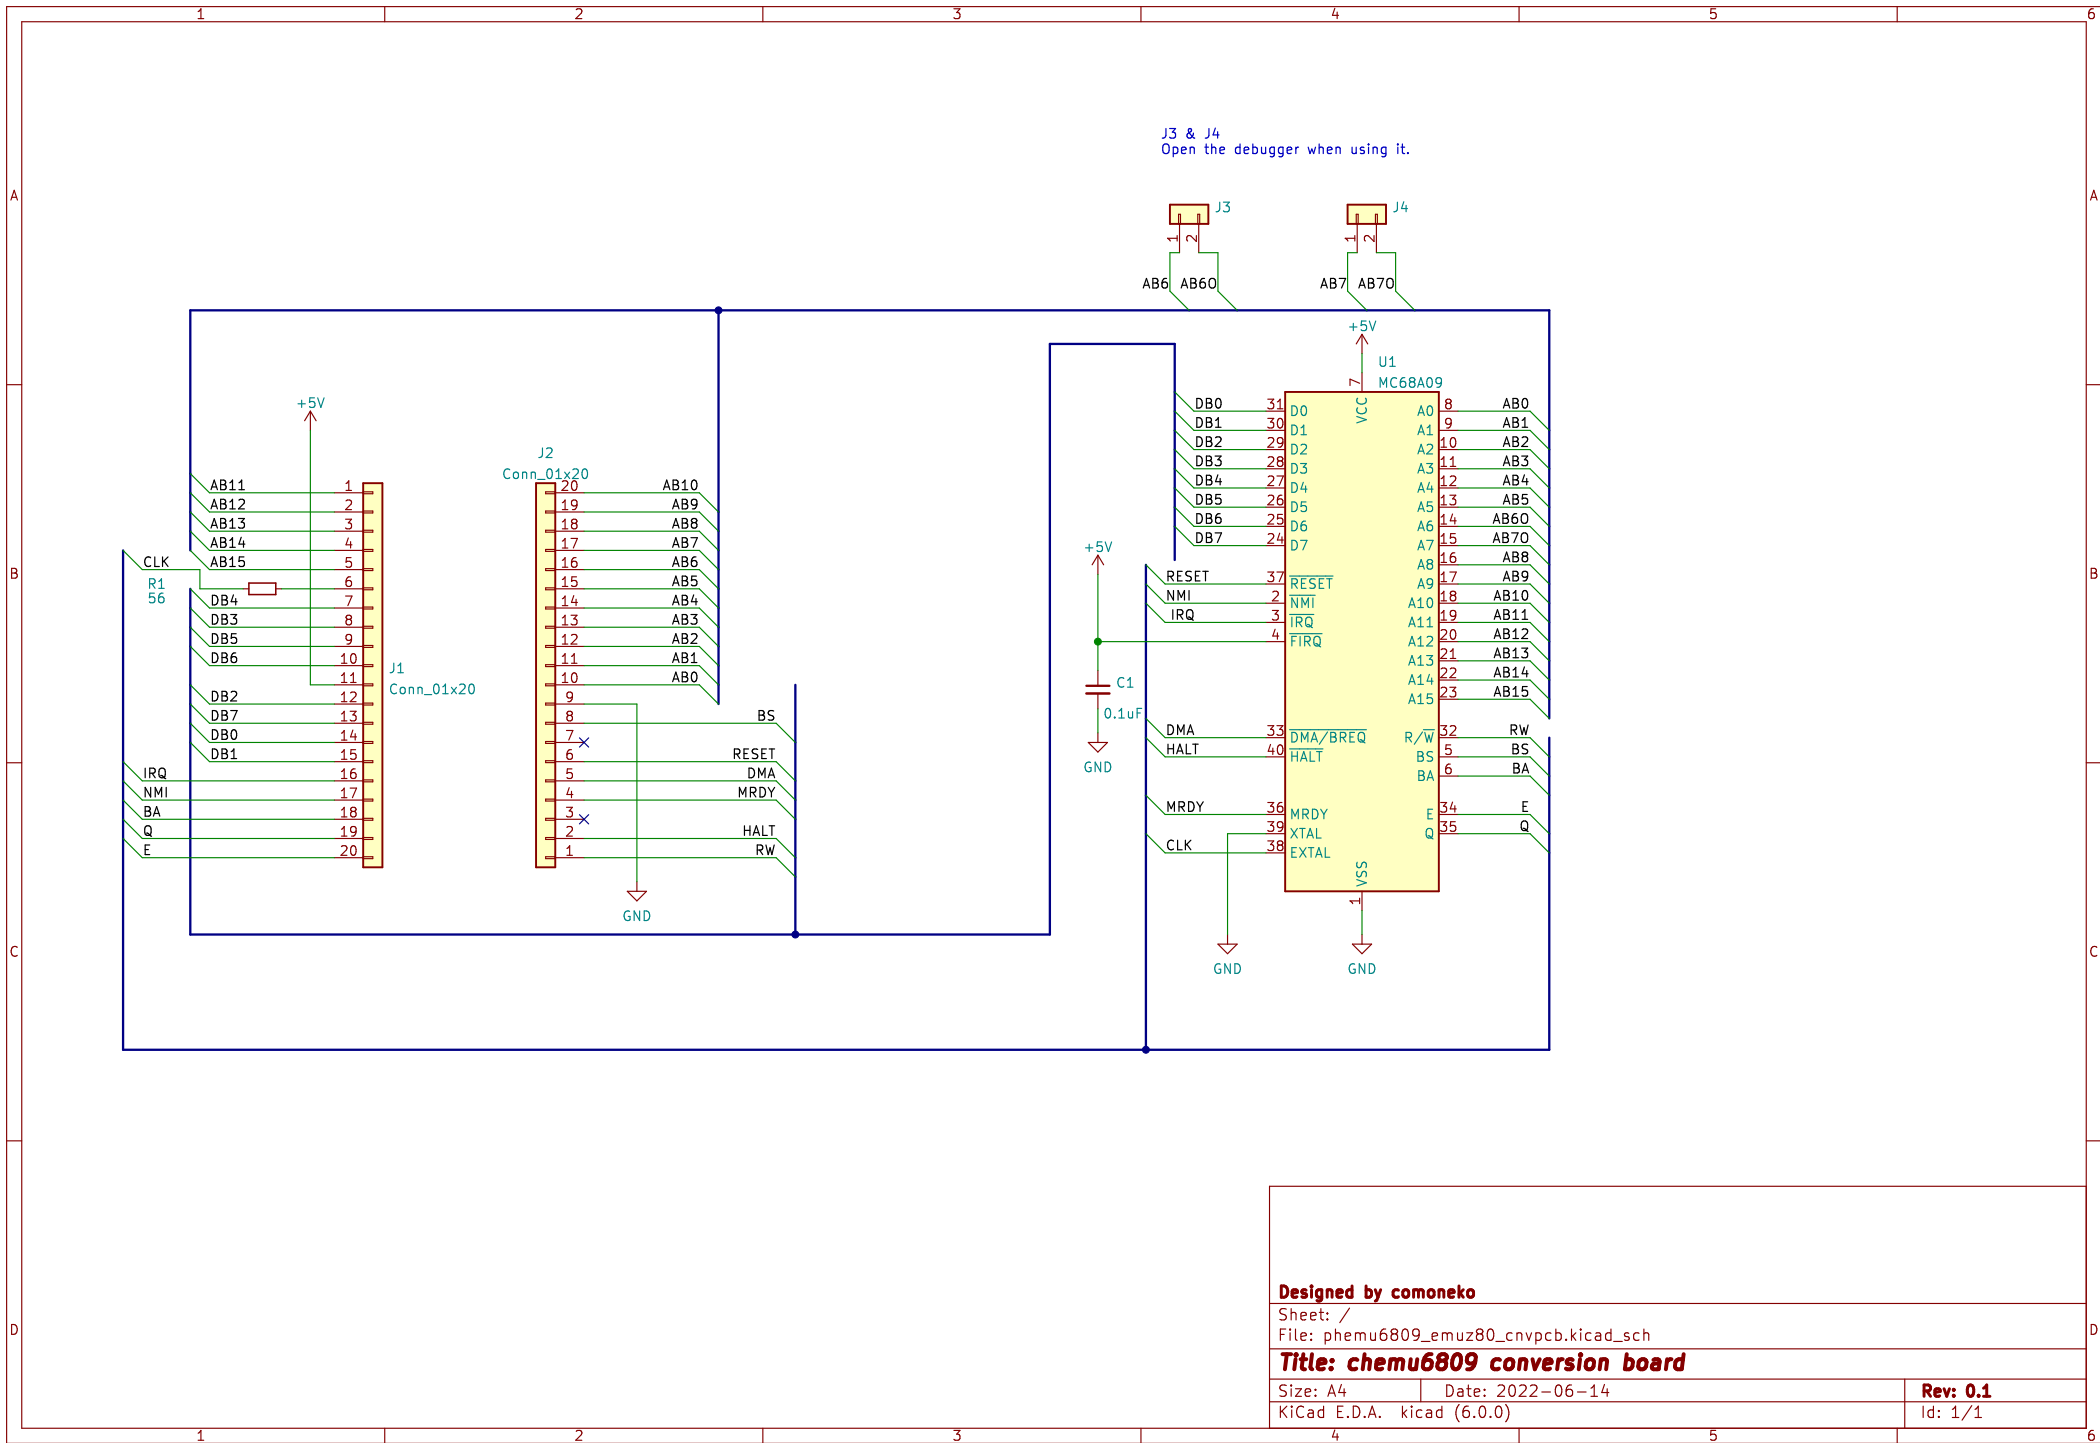 1 2 3 4 5 6
J3 & J4
Open the debugger when using it.
A A
J3 J4
1 2 1 2
AB6 AB6O AB7 AB7O
+5V
U1
MC68A09
7
VCC
+5V
J2
Conn_01x20
AB11 1
AB12 2
AB13 3
AB14 4
CLK
AB15 5
R1
56
6
DB4 7
DB3 8
DB5 9
DB6 10
11
DB2 12
DB7 13
DB0 14
DB1 15
IRQ 16
NMI 17
BA 18
Q 19
E 20
J1
Conn_01x20
20 AB10
19 AB9
18 AB8
17 AB7
16 AB6
15 AB5
14 AB4
13 AB3
12 AB2
11 AB1
10 AB0
9
8 BS
7
6 RESET
5 DMA
4 MRDY
3
2 HALT
1 RW
GND
DB0 31 D0
DB1 30 D1
DB2 29 D2
DB3 28 D3
DB4 27 D4
DB5 26 D5
DB6 25 D6
DB7 24 D7
+5V
RESET 37 RESET
NMI 2 NMI
IRQ 3 IRQ
4 FIRQ
C1
0.1uF
GND
DMA 33 DMA/BREQ
HALT 40 HALT
MRDY 36 MRDY
39 XTAL
CLK 38 EXTAL
A0 8 AB0
A1 9 AB1
A2 10 AB2
A3 11 AB3
A4 12 AB4
A5 13 AB5
A6 14 AB6O
A7 15 AB7O
A8 16 AB8
A9 17 AB9
A10 18 AB10
A11 19 AB11
A12 20 AB12
A13 21 AB13
A14 22 AB14
A15 23 AB15
R/W 32 RW
BS 5 BS
BA 6 BA
E 34 E
Q 35 Q
VSS
1
GND GND
B B
C C
D D
Designed by comoneko
Sheet: /
File: phemu6809_emuz80_cnvpcb.kicad_sch
Title: chemu6809 conversion board
Size: A4 Date: 2022-06-14 Rev: 0.1
KiCad E.D.A. kicad (6.0.0) Id: 1/1
1 2 3 4 5 6